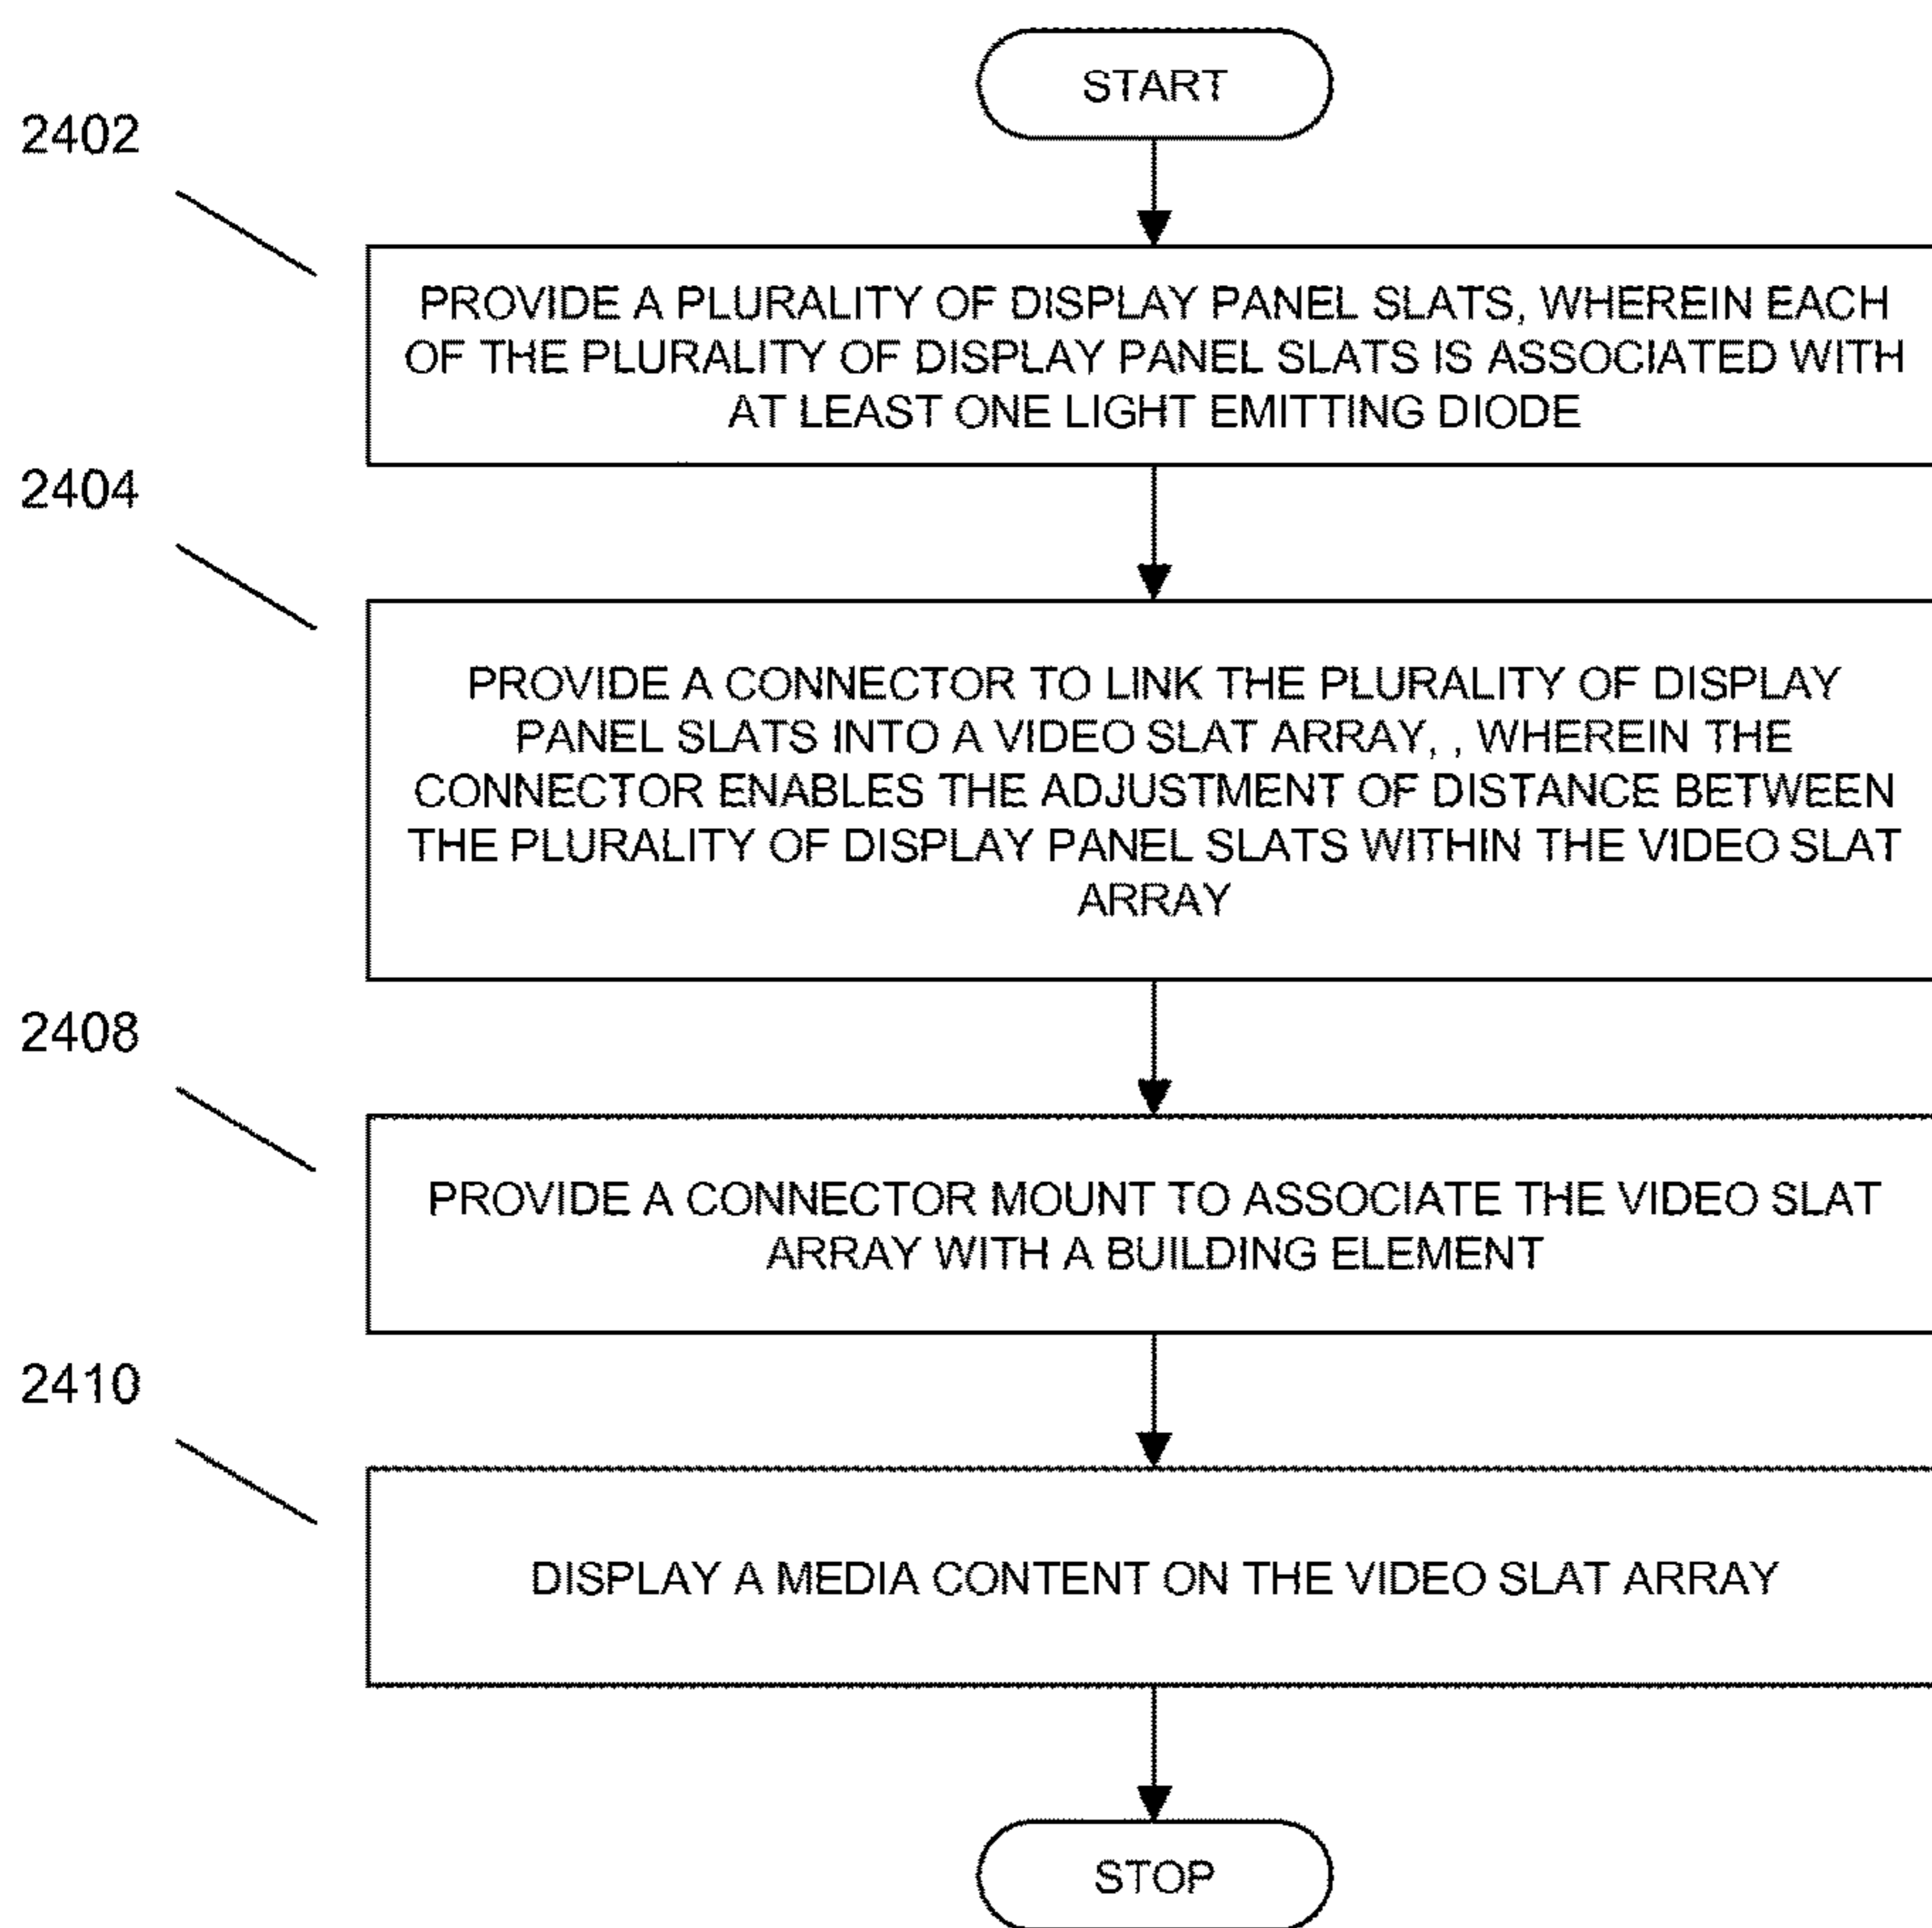 START
2402
PROVIDE A PLURALITY OF DISPLAY PANEL SLATS, WHEREIN EACH
OF THE PLURALITY OF DISPLAY PANEL SLATS IS ASSOCIATED WITH
AT LEAST ONE LIGHT EMITTING DIODE
2404
PROVIDE A CONNECTOR TO LINK THE PLURALITY OF DISPLAY
PANEL SLATS INTO A VIDEO SLAT ARRAY, , WHEREIN THE
CONNECTOR ENABLES THE ADJUSTMENT OF DISTANCE BETWEEN
THE PLURALITY OF DISPLAY PANEL SLATS WITHIN THE VIDEO SLAT
ARRAY
2408
PROVIDE A CONNECTOR MOUNT TO ASSOCIATE THE VIDEO SLAT
ARRAY WITH A BUILDING ELEMENT
2410
DISPLAY A MEDIA CONTENT ON THE VIDEO SLAT ARRAY
STOP